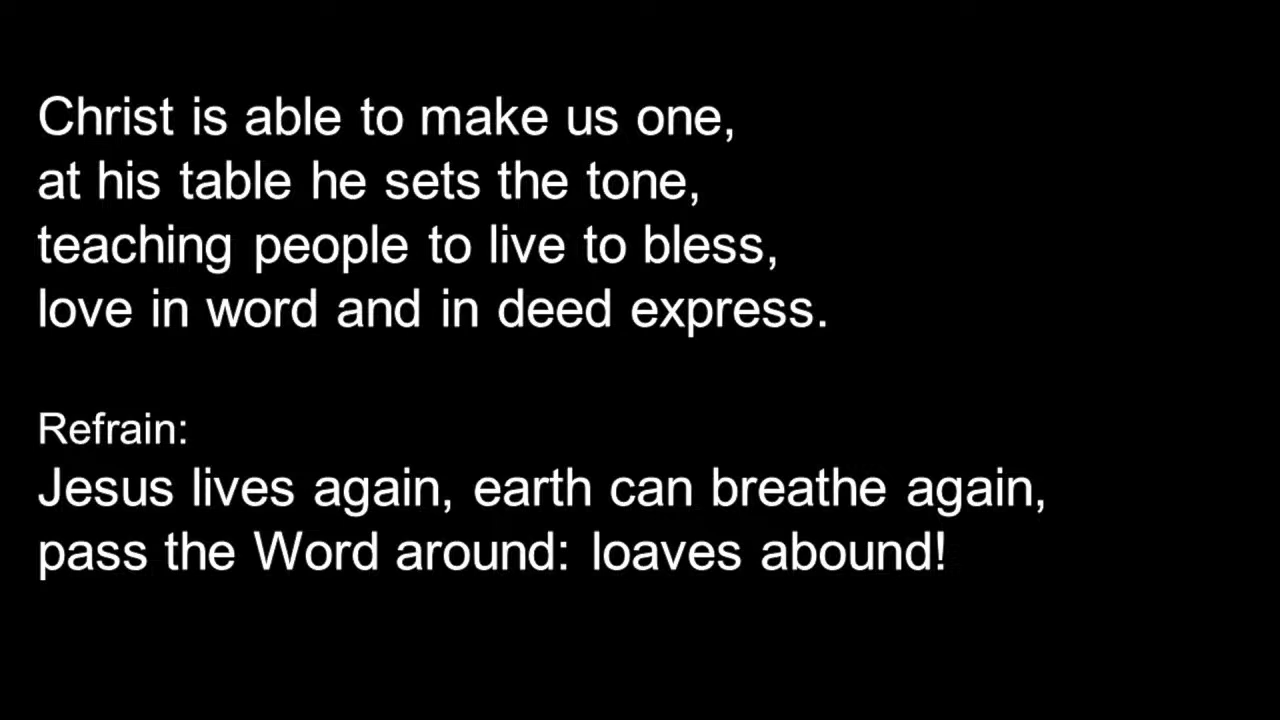 Christ is able to make us one,
at his table he sets the tone,
teaching people to live to bless,
love in word and in deed express.
Refrain:
Jesus lives again, earth can breathe again,
pass the Word around: loaves abound!